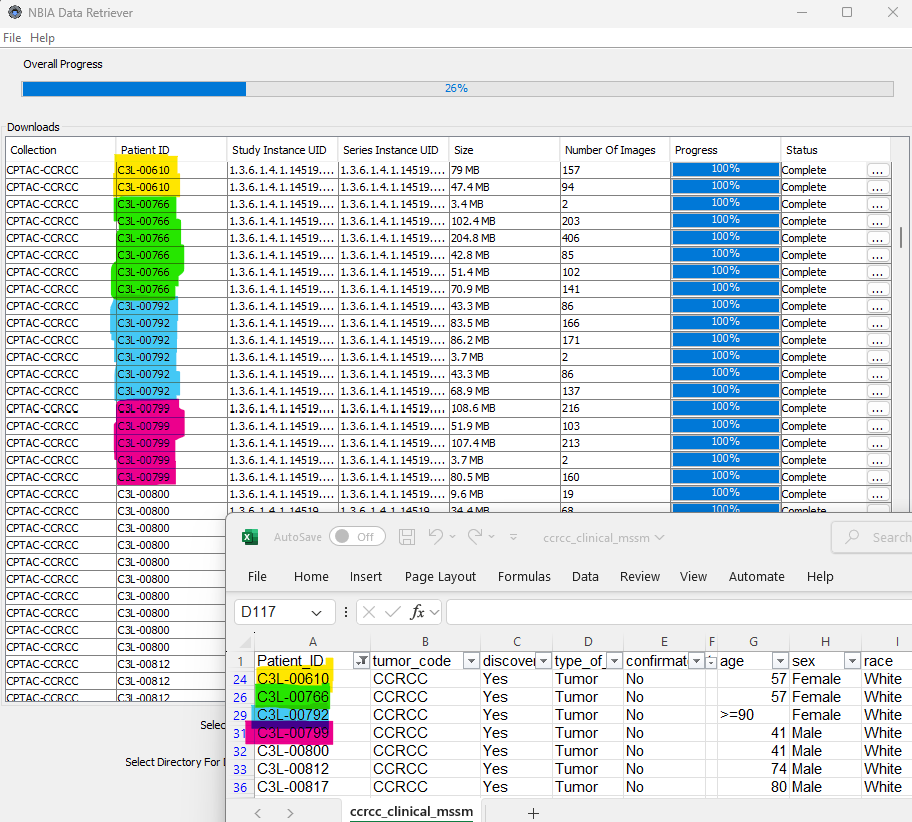 NBIA Data Retriever
File Help
Overall Progress
26%
Downloads
Collection Patient ID Study Instance UID Series Instance UID Size Number Of Images Progress Status
CPTAC-CCRCC C3L-00610 1.3.6.1.4.1.14519.... 1.3.6.1.4.1.14519.... 79 MB 157 100% Complete ...
CPTAC-CCRCC C3L-00610 1.3.6.1.4.1.14519.... 1.3.6.1.4.1.14519.... 47.4 MB 94 100% Complete ...
CPTAC-CCRCC C3L-00766 1.3.6.1.4.1.14519.... 1.3.6.1.4.1.14519.... 3.4 MB 2 100% Complete ...
CPTAC-CCRCC C3L-00766 1.3.6.1.4.1.14519.... 1.3.6.1.4.1.14519.... 102.4 MB 203 100% Complete ...
CPTAC-CCRCC C3L-00766 1.3.6.1.4.1.14519.... 1.3.6.1.4.1.14519.... 204.8 MB 406 100% Complete ...
CPTAC-CCRCC C3L-00766 1.3.6.1.4.1.14519.... 1.3.6.1.4.1.14519.... 42.8 MB 85 100% Complete ...
CPTAC-CCRCC C3L-00766 1.3.6.1.4.1.14519.... 1.3.6.1.4.1.14519.... 51.4 MB 102 100% Complete ...
CPTAC-CCRCC C3L-00766 1.3.6.1.4.1.14519.... 1.3.6.1.4.1.14519.... 70.9 MB 141 100% Complete ...
CPTAC-CCRCC C3L-00792 1.3.6.1.4.1.14519.... 1.3.6.1.4.1.14519.... 43.3 MB 86 100% Complete ...
CPTAC-CCRCC C3L-00792 1.3.6.1.4.1.14519.... 1.3.6.1.4.1.14519.... 83.5 MB 166 100% Complete ...
CPTAC-CCRCC C3L-00792 1.3.6.1.4.1.14519.... 1.3.6.1.4.1.14519.... 86.2 MB 171 100% Complete ...
CPTAC-CCRCC C3L-00792 1.3.6.1.4.1.14519.... 1.3.6.1.4.1.14519.... 3.7 MB 2 100% Complete ...
CPTAC-CCRCC C3L-00792 1.3.6.1.4.1.14519.... 1.3.6.1.4.1.14519.... 43.3 MB 86 100% Complete ...
CPTAC-CCRCC C3L-00792 1.3.6.1.4.1.14519.... 1.3.6.1.4.1.14519.... 68.9 MB 137 100% Complete ...
CPTAC-CCRCC C3L-00799 1.3.6.1.4.1.14519.... 1.3.6.1.4.1.14519.... 108.6 MB 216 100% Complete ...
CPTAC-CCRCC C3L-00799 1.3.6.1.4.1.14519.... 1.3.6.1.4.1.14519.... 51.9 MB 103 100% Complete ...
CPTAC-CCRCC C3L-00799 1.3.6.1.4.1.14519.... 1.3.6.1.4.1.14519.... 107.4 MB 213 100% Complete ...
CPTAC-CCRCC C3L-00799 1.3.6.1.4.1.14519.... 1.3.6.1.4.1.14519.... 3.7 MB 2 100% Complete ...
CPTAC-CCRCC C3L-00799 1.3.6.1.4.1.14519.... 1.3.6.1.4.1.14519.... 80.5 MB 160 100% Complete ...
CPTAC-CCRCC C3L-00800 1.3.6.1.4.1.14519.... 1.3.6.1.4.1.14519.... 9.6 MB 19 100% Complete ...
CPTAC-CCRCC C3L-00800 1.3.6.1.4.1.14519.... 1.3.6.1.4.1.14519.... 34.4 MB 68 100% Complete ...
CPTAC-CCRCC C3L-00800
CPTAC-CCRCC C3L-00800
CPTAC-CCRCC C3L-00800
CPTAC-CCRCC C3L-00800
CPTAC-CCRCC C3L-00800
CPTAC-CCRCC C3L-00800
CPTAC-CCRCC C3L-00800
CPTAC-CCRCC C3L-00800
CPTAC-CCRCC C3L-00812
CPTAC-CCRCC C3L-00812
CPTAC-CCRCC C3L-00812
Selec
Select Directory For
AutoSave Off ccrcc_clinical_mssm Search
File Home Insert Page Layout Formulas Data Review View Automate Help
D117 fx
A B C D E F G H I
1 Patient_ID tumor_code discover type_of_ confirmat age sex race
24 C3L-00610 CCRCC Yes Tumor No 57 Female White
26 C3L-00766 CCRCC Yes Tumor No 57 Female White
29 C3L-00792 CCRCC Yes Tumor No >=90 Female White
31 C3L-00799 CCRCC Yes Tumor No 41 Male White
32 C3L-00800 CCRCC Yes Tumor No 41 Male White
33 C3L-00812 CCRCC Yes Tumor No 74 Male White
36 C3L-00817 CCRCC Yes Tumor No 80 Male White
ccrcc_clinical_mssm